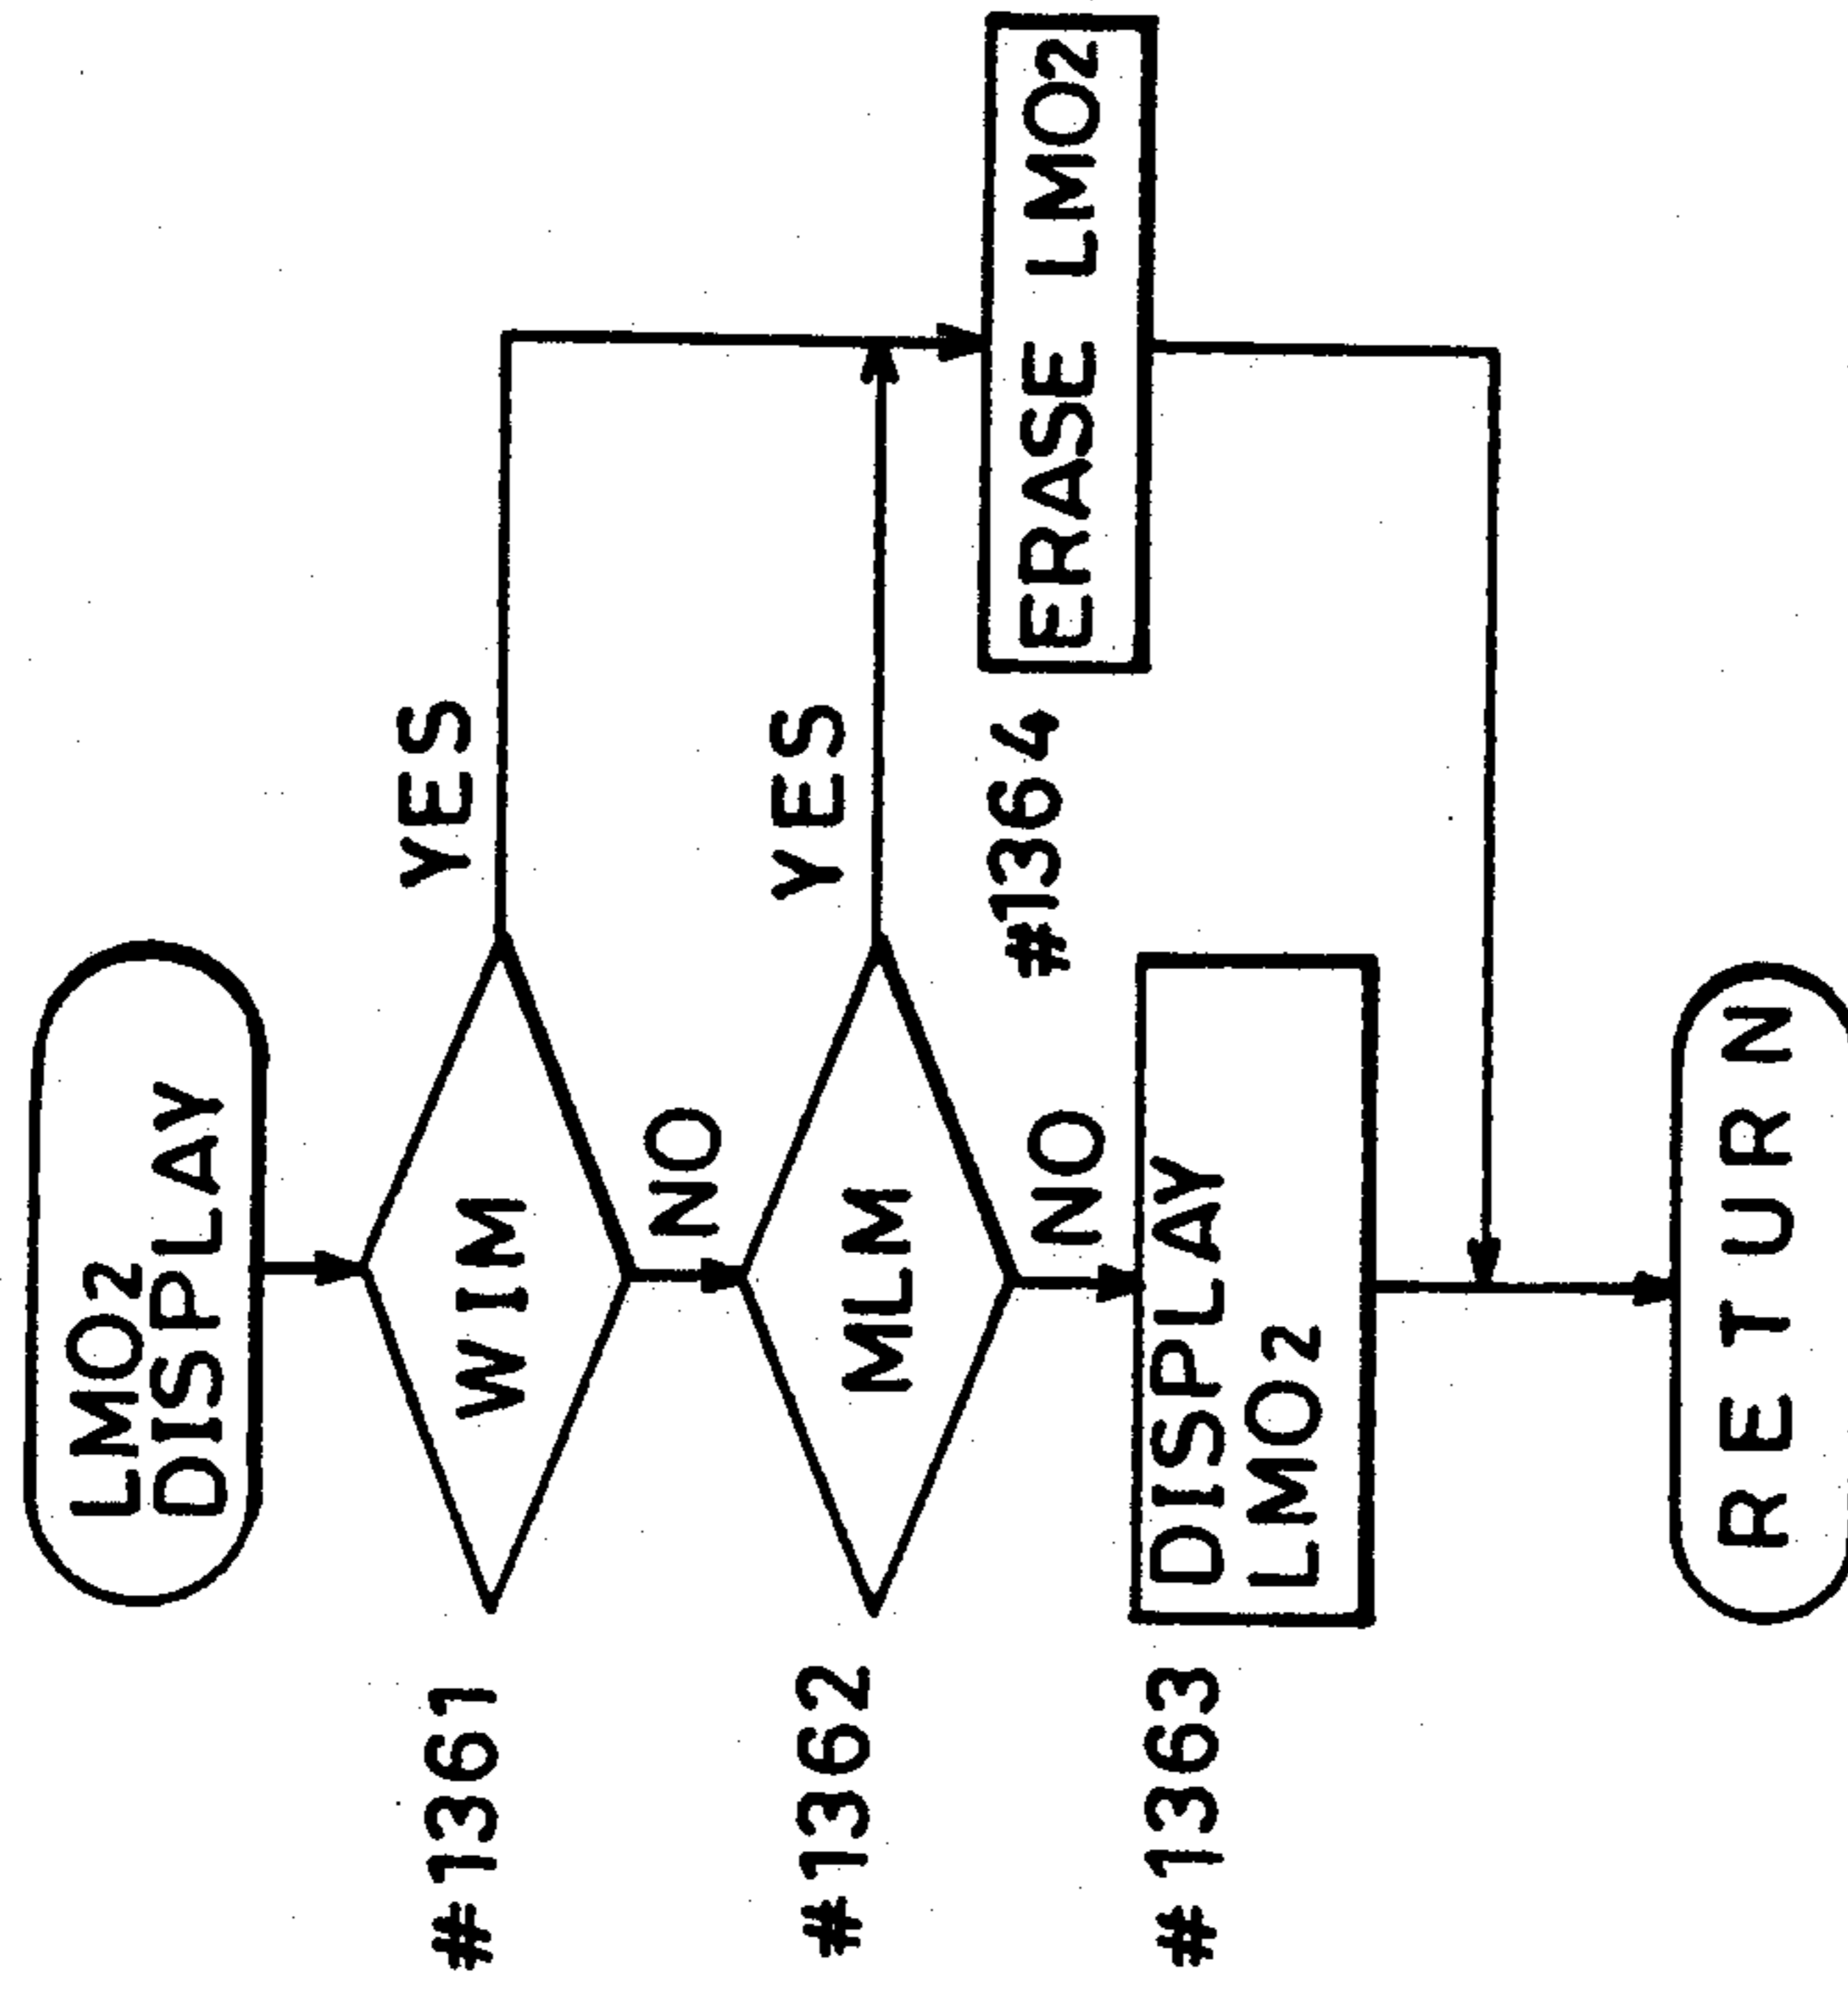 LMO2
DISPLAY
#1361
WIM
YES
NO
#1362
MLM
YES
NO
#1363
DISPLAY
LMO2
#1364
ERASE LMO2
RETURN